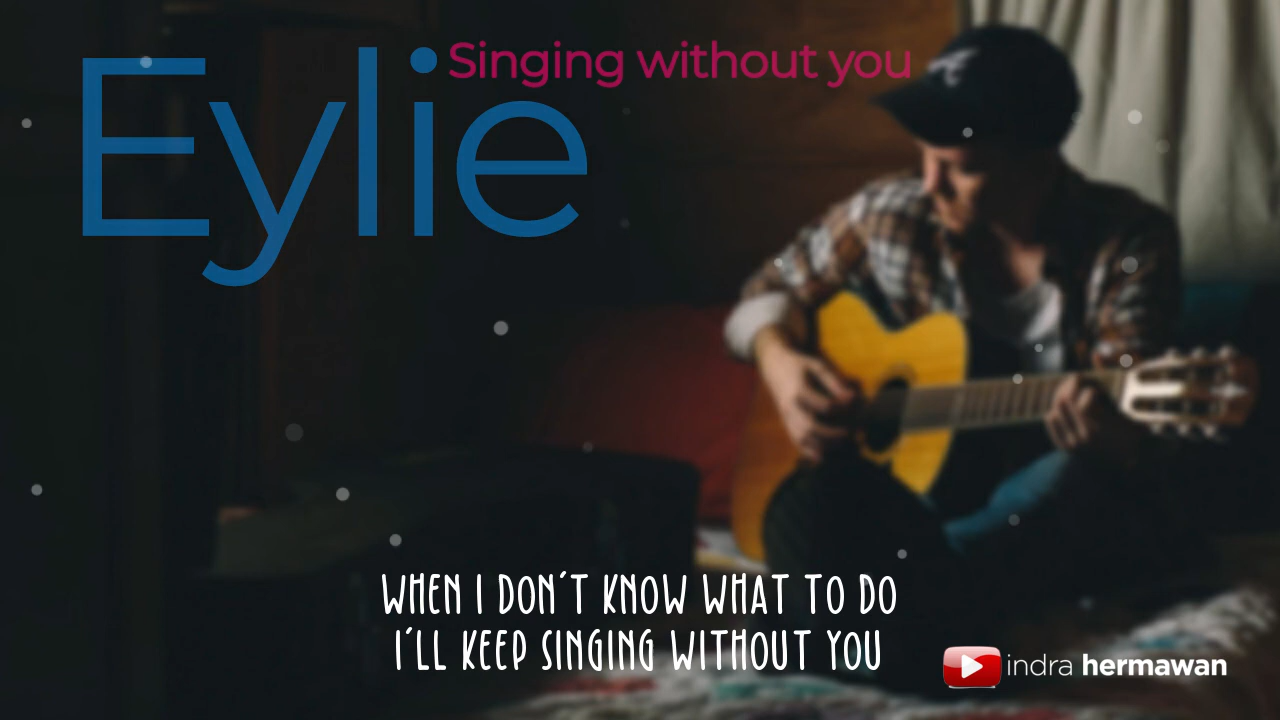 Eylie
Singing without you
WHEN I DON'T KNOW WHAT TO DO
I'LL KEEP SINGING WITHOUT YOU
indra hermawan